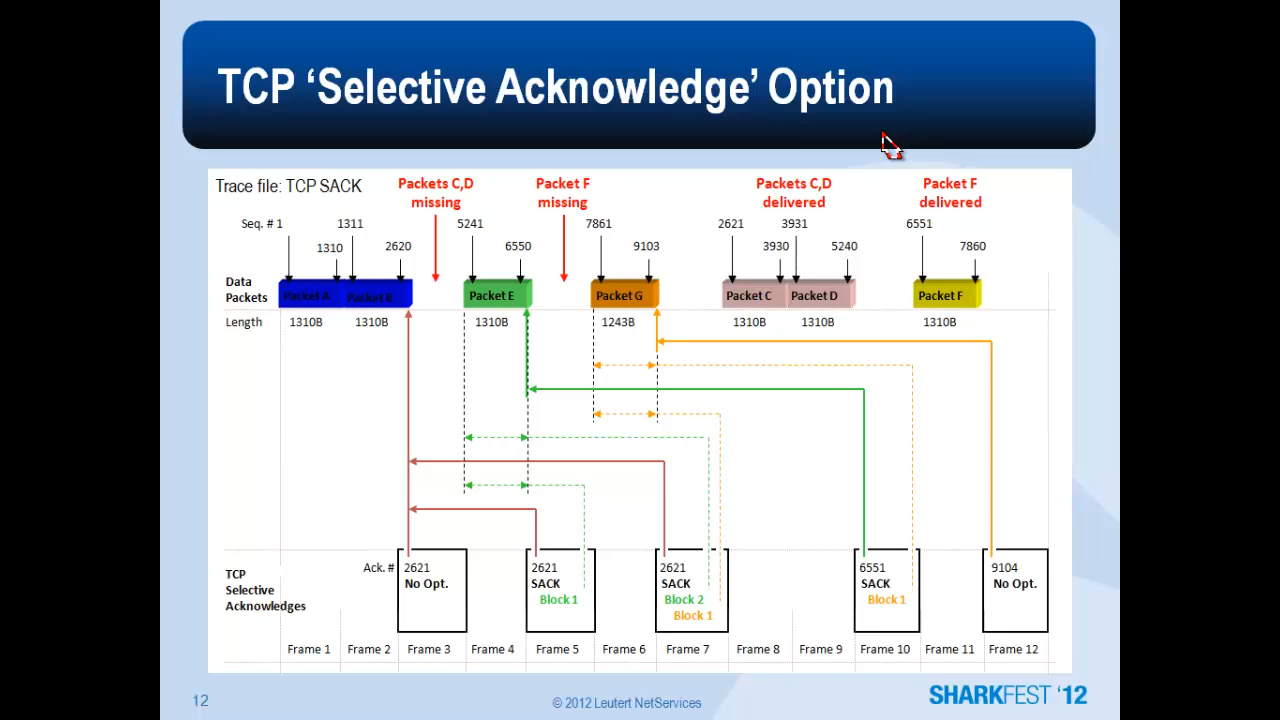 TCP ‘Selective Acknowledge’ Option
Trace file: TCP SACK
Packets C,D
missing
Packet F
missing
Packets C,D
delivered
Packet F
delivered
Seq. # 1
1311
5241
7861
2621
3931
6551
1310
2620
6550
9103
3930
5240
7860
Data
Packets
Packet A
Packet B
Packet E
Packet G
Packet C
Packet D
Packet F
Length
1310B
1310B
1310B
1243B
1310B
1310B
1310B
TCP
Selective
Acknowledges
Ack. #
2621
No Opt.
2621
SACK
Block 1
2621
SACK
Block 2
Block 1
6551
SACK
Block 1
9104
No Opt.
Frame 1
Frame 2
Frame 3
Frame 4
Frame 5
Frame 6
Frame 7
Frame 8
Frame 9
Frame 10
Frame 11
Frame 12
12
© 2012 Leutert NetServices
SHARKFEST ‘12